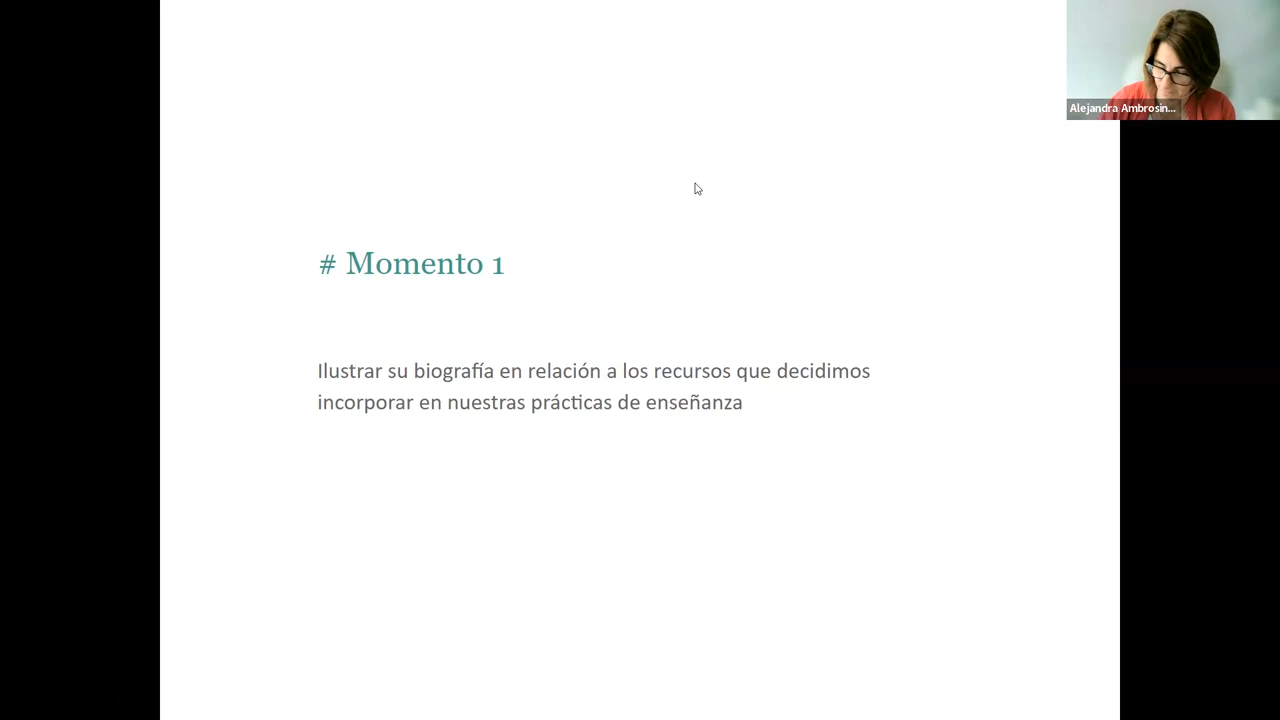 Alejandra Ambrosin...
# Momento 1
Ilustrar su biografía en relación a los recursos que decidimos
incorporar en nuestras prácticas de enseñanza